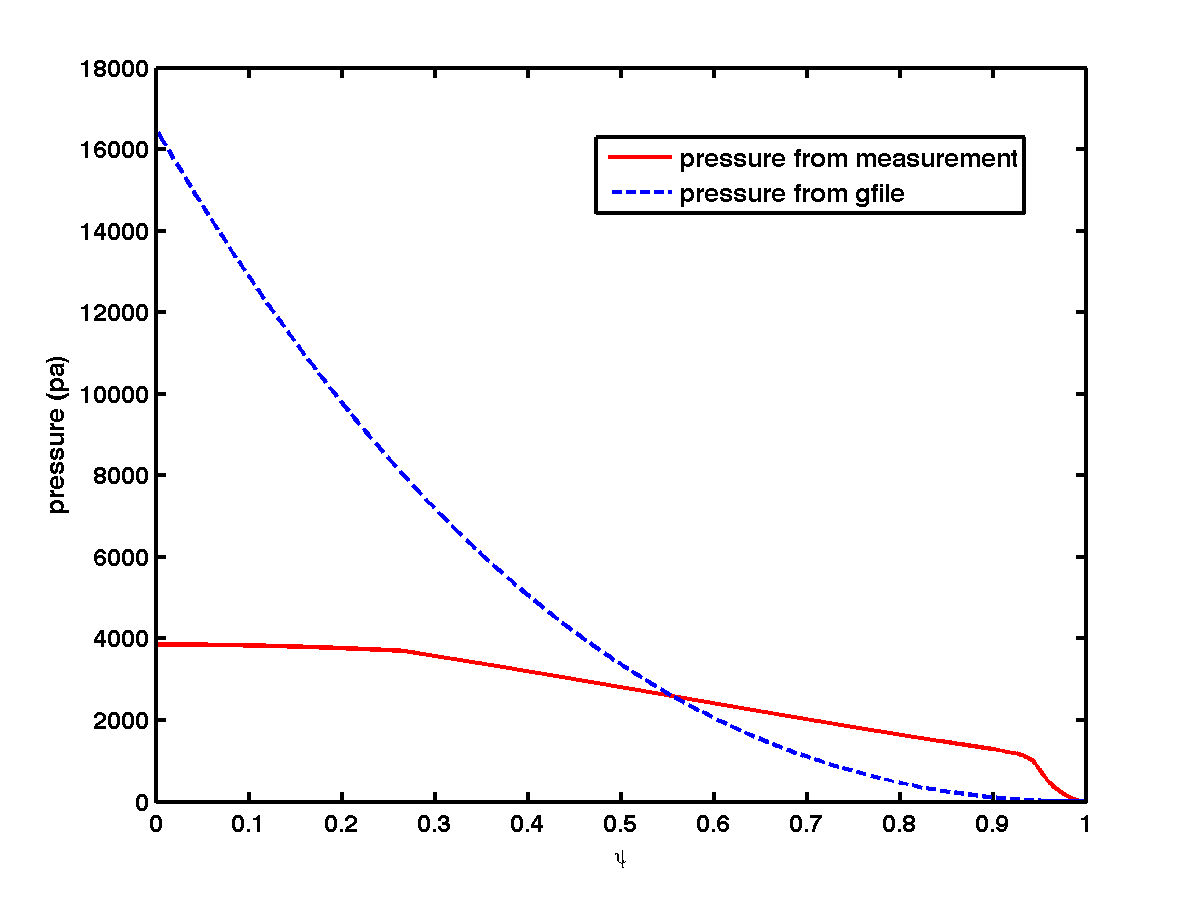 18000
16000
14000
12000
10000
8000
6000
4000
2000
0
pressure (pa)
pressure from measurement
pressure from gfile
0 0.1 0.2 0.3 0.4 0.5 0.6 0.7 0.8 0.9 1
ψ